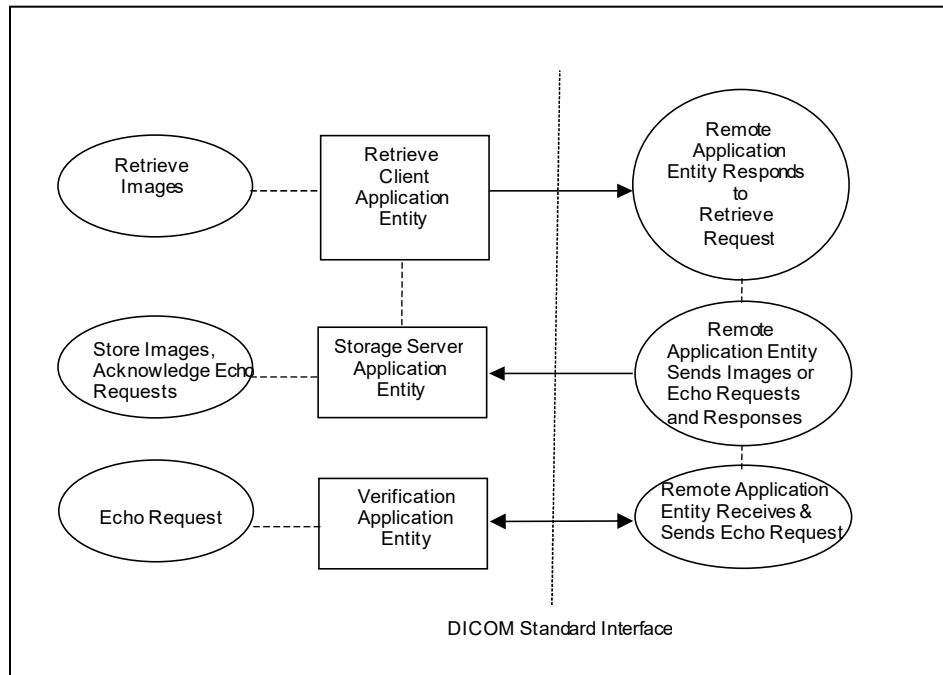 Retrieve
Images
Retrieve
Client
Application
Entity
Remote
Application
Entity Responds
to
Retrieve
Request
Store Images,
Acknowledge Echo
Requests
Storage Server
Application
Entity
Remote
Application Entity
Sends Images or
Echo Requests
and Responses
Echo Request
Verification
Application
Entity
Remote Application
Entity Receives &
Sends Echo Request
DICOM Standard Interface